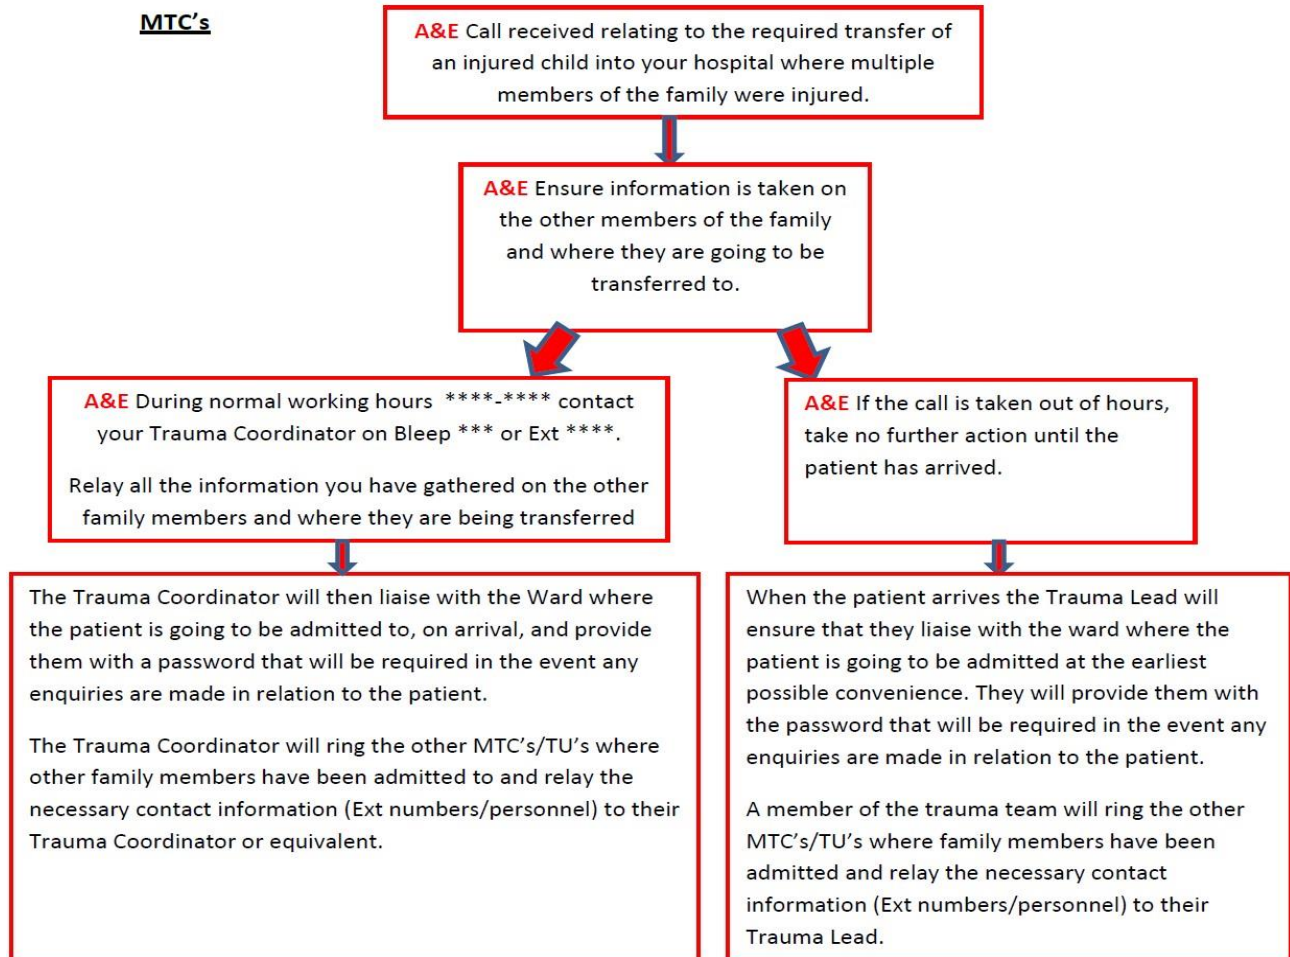 MTC's
A&E Call received relating to the required transfer of
an injured child into your hospital where multiple
members of the family were injured.
A&E Ensure information is taken on
the other members of the family
and where they are going to be
transferred to.
A&E During normal working hours ****-**** contact
your Trauma Coordinator on Bleep *** or Ext ****.
Relay all the information you have gathered on the other
family members and where they are being transferred
A&E If the call is taken out of hours,
take no further action until the
patient has arrived.
The Trauma Coordinator will then liaise with the Ward where
the patient is going to be admitted to, on arrival, and provide
them with a password that will be required in the event any
enquiries are made in relation to the patient.
The Trauma Coordinator will ring the other MTC's/TU's where
other family members have been admitted to and relay the
necessary contact information (Ext numbers/personnel) to their
Trauma Coordinator or equivalent.
When the patient arrives the Trauma Lead will
ensure that they liaise with the ward where the
patient is going to be admitted at the earliest
possible convenience. They will provide them with
the password that will be required in the event any
enquiries are made in relation to the patient.
A member of the trauma team will ring the other
MTC's/TU's where family members have been
admitted and relay the necessary contact
information (Ext numbers/personnel) to their
Trauma Lead.